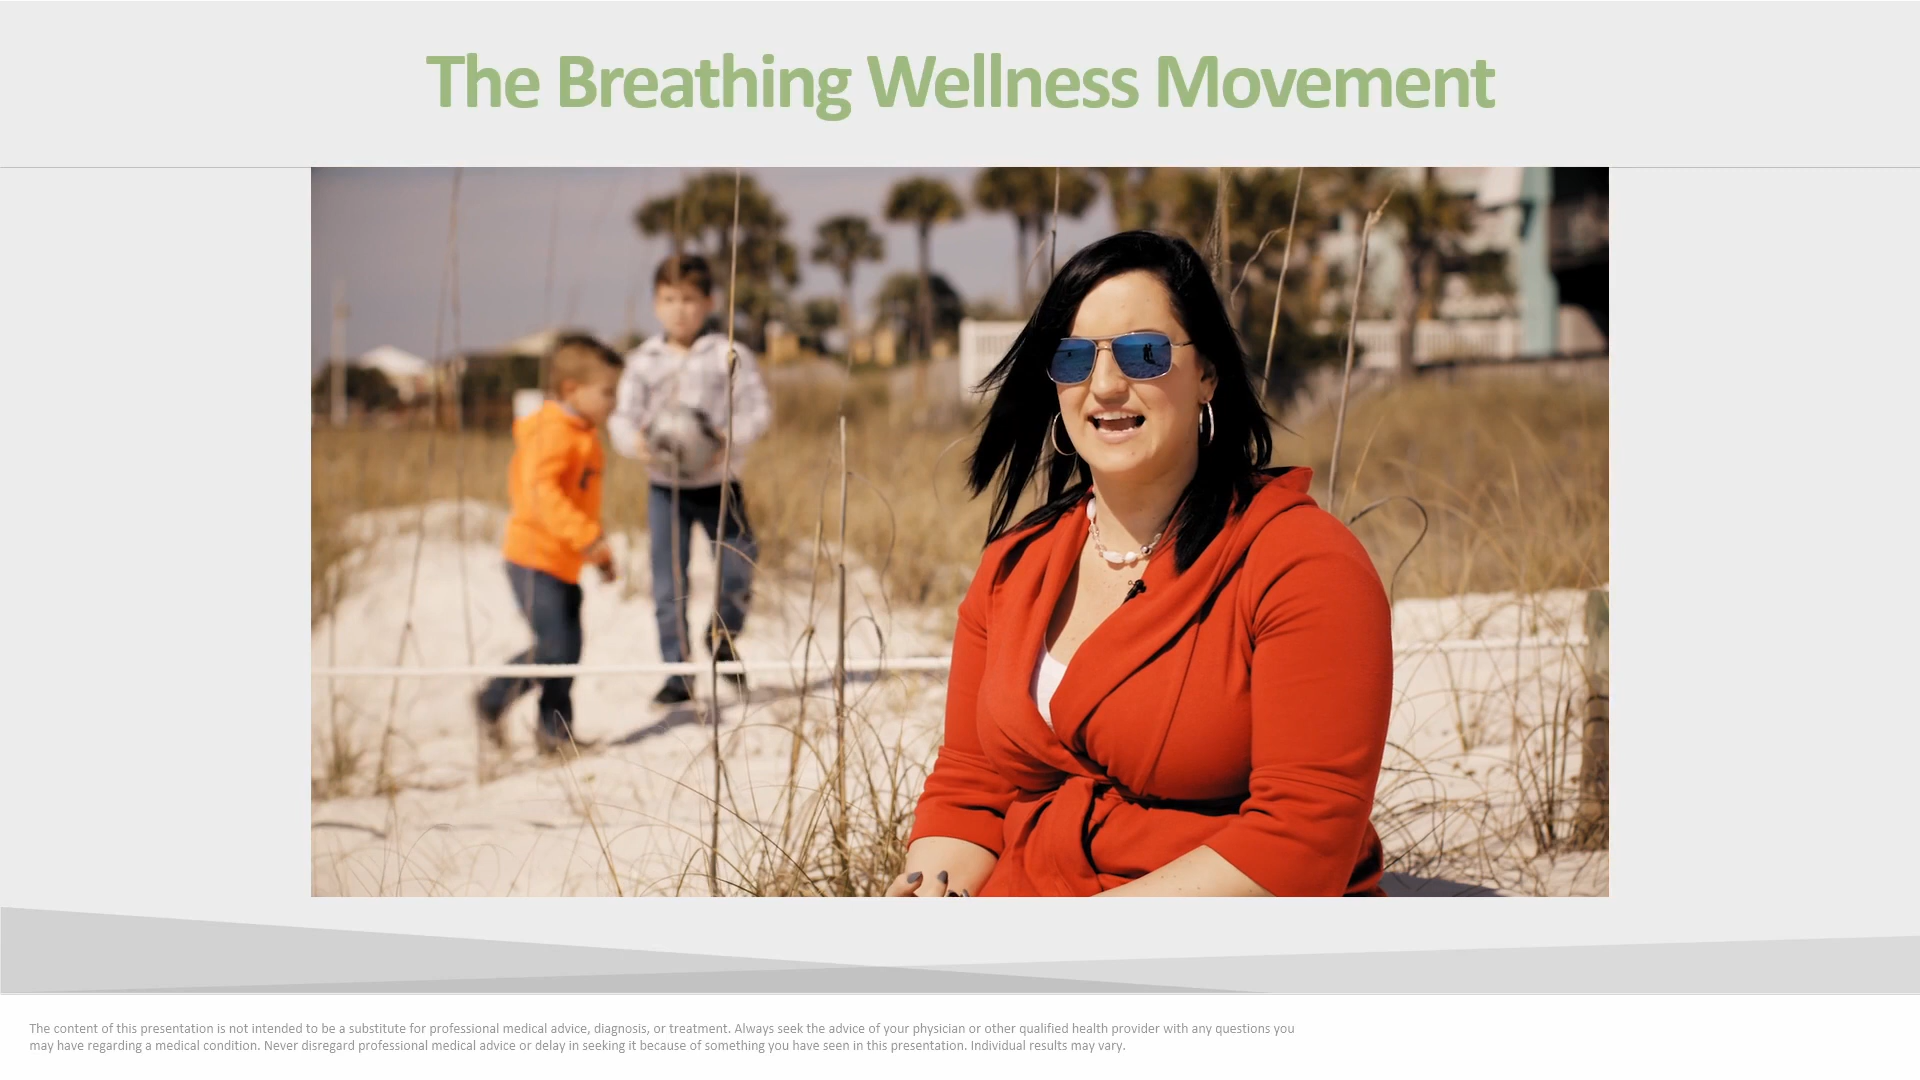 The Breathing Wellness Movement
The content of this presentation is not intended to be a substitute for professional medical advice, diagnosis, or treatment. Always seek the advice of your physician or other qualified health provider with any questions you
may have regarding a medical condition. Never disregard professional medical advice or delay in seeking it because of something you have seen in this presentation. Individual results may vary.